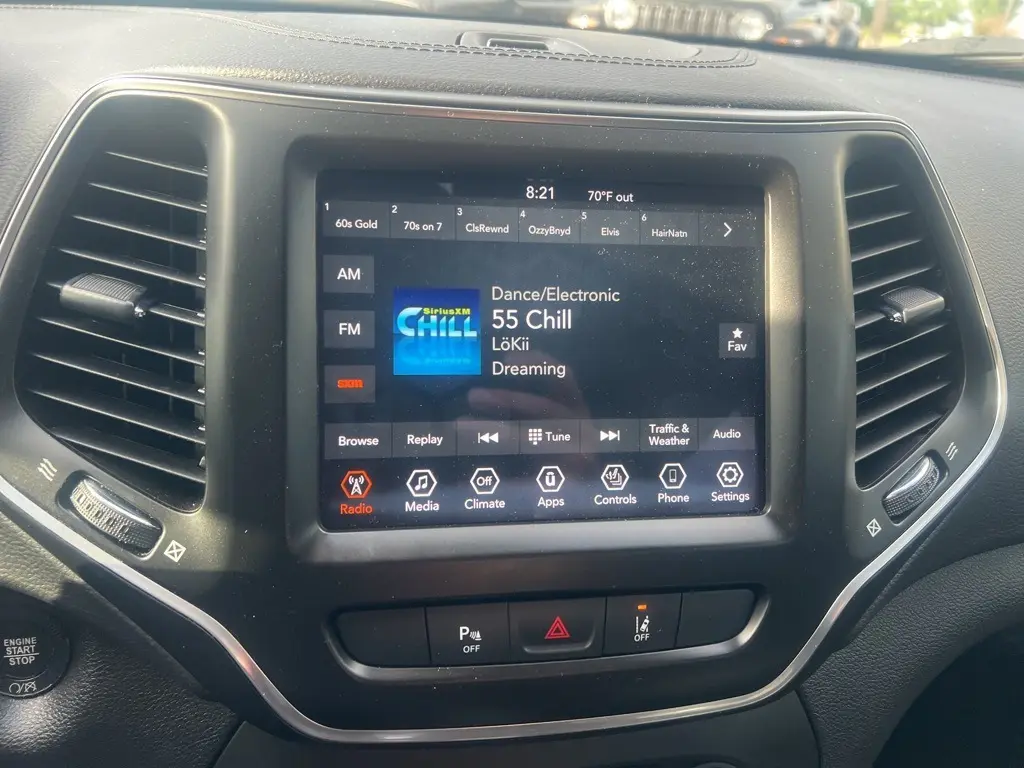 8:21 70°F out
1 60s Gold 2 70s on 7 3 ClsRewnd 4 OzzyBnyd 5 Elvis 6 HairNatn
AM
FM
SXM
SiriusXM
CHILL
Dance/Electronic
55 Chill
LöKii
Dreaming
Fav
Browse Replay Tune Traffic & Weather Audio
Radio Media Off Climate Apps Controls Phone Settings
P OFF
OFF
ENGINE
START
STOP